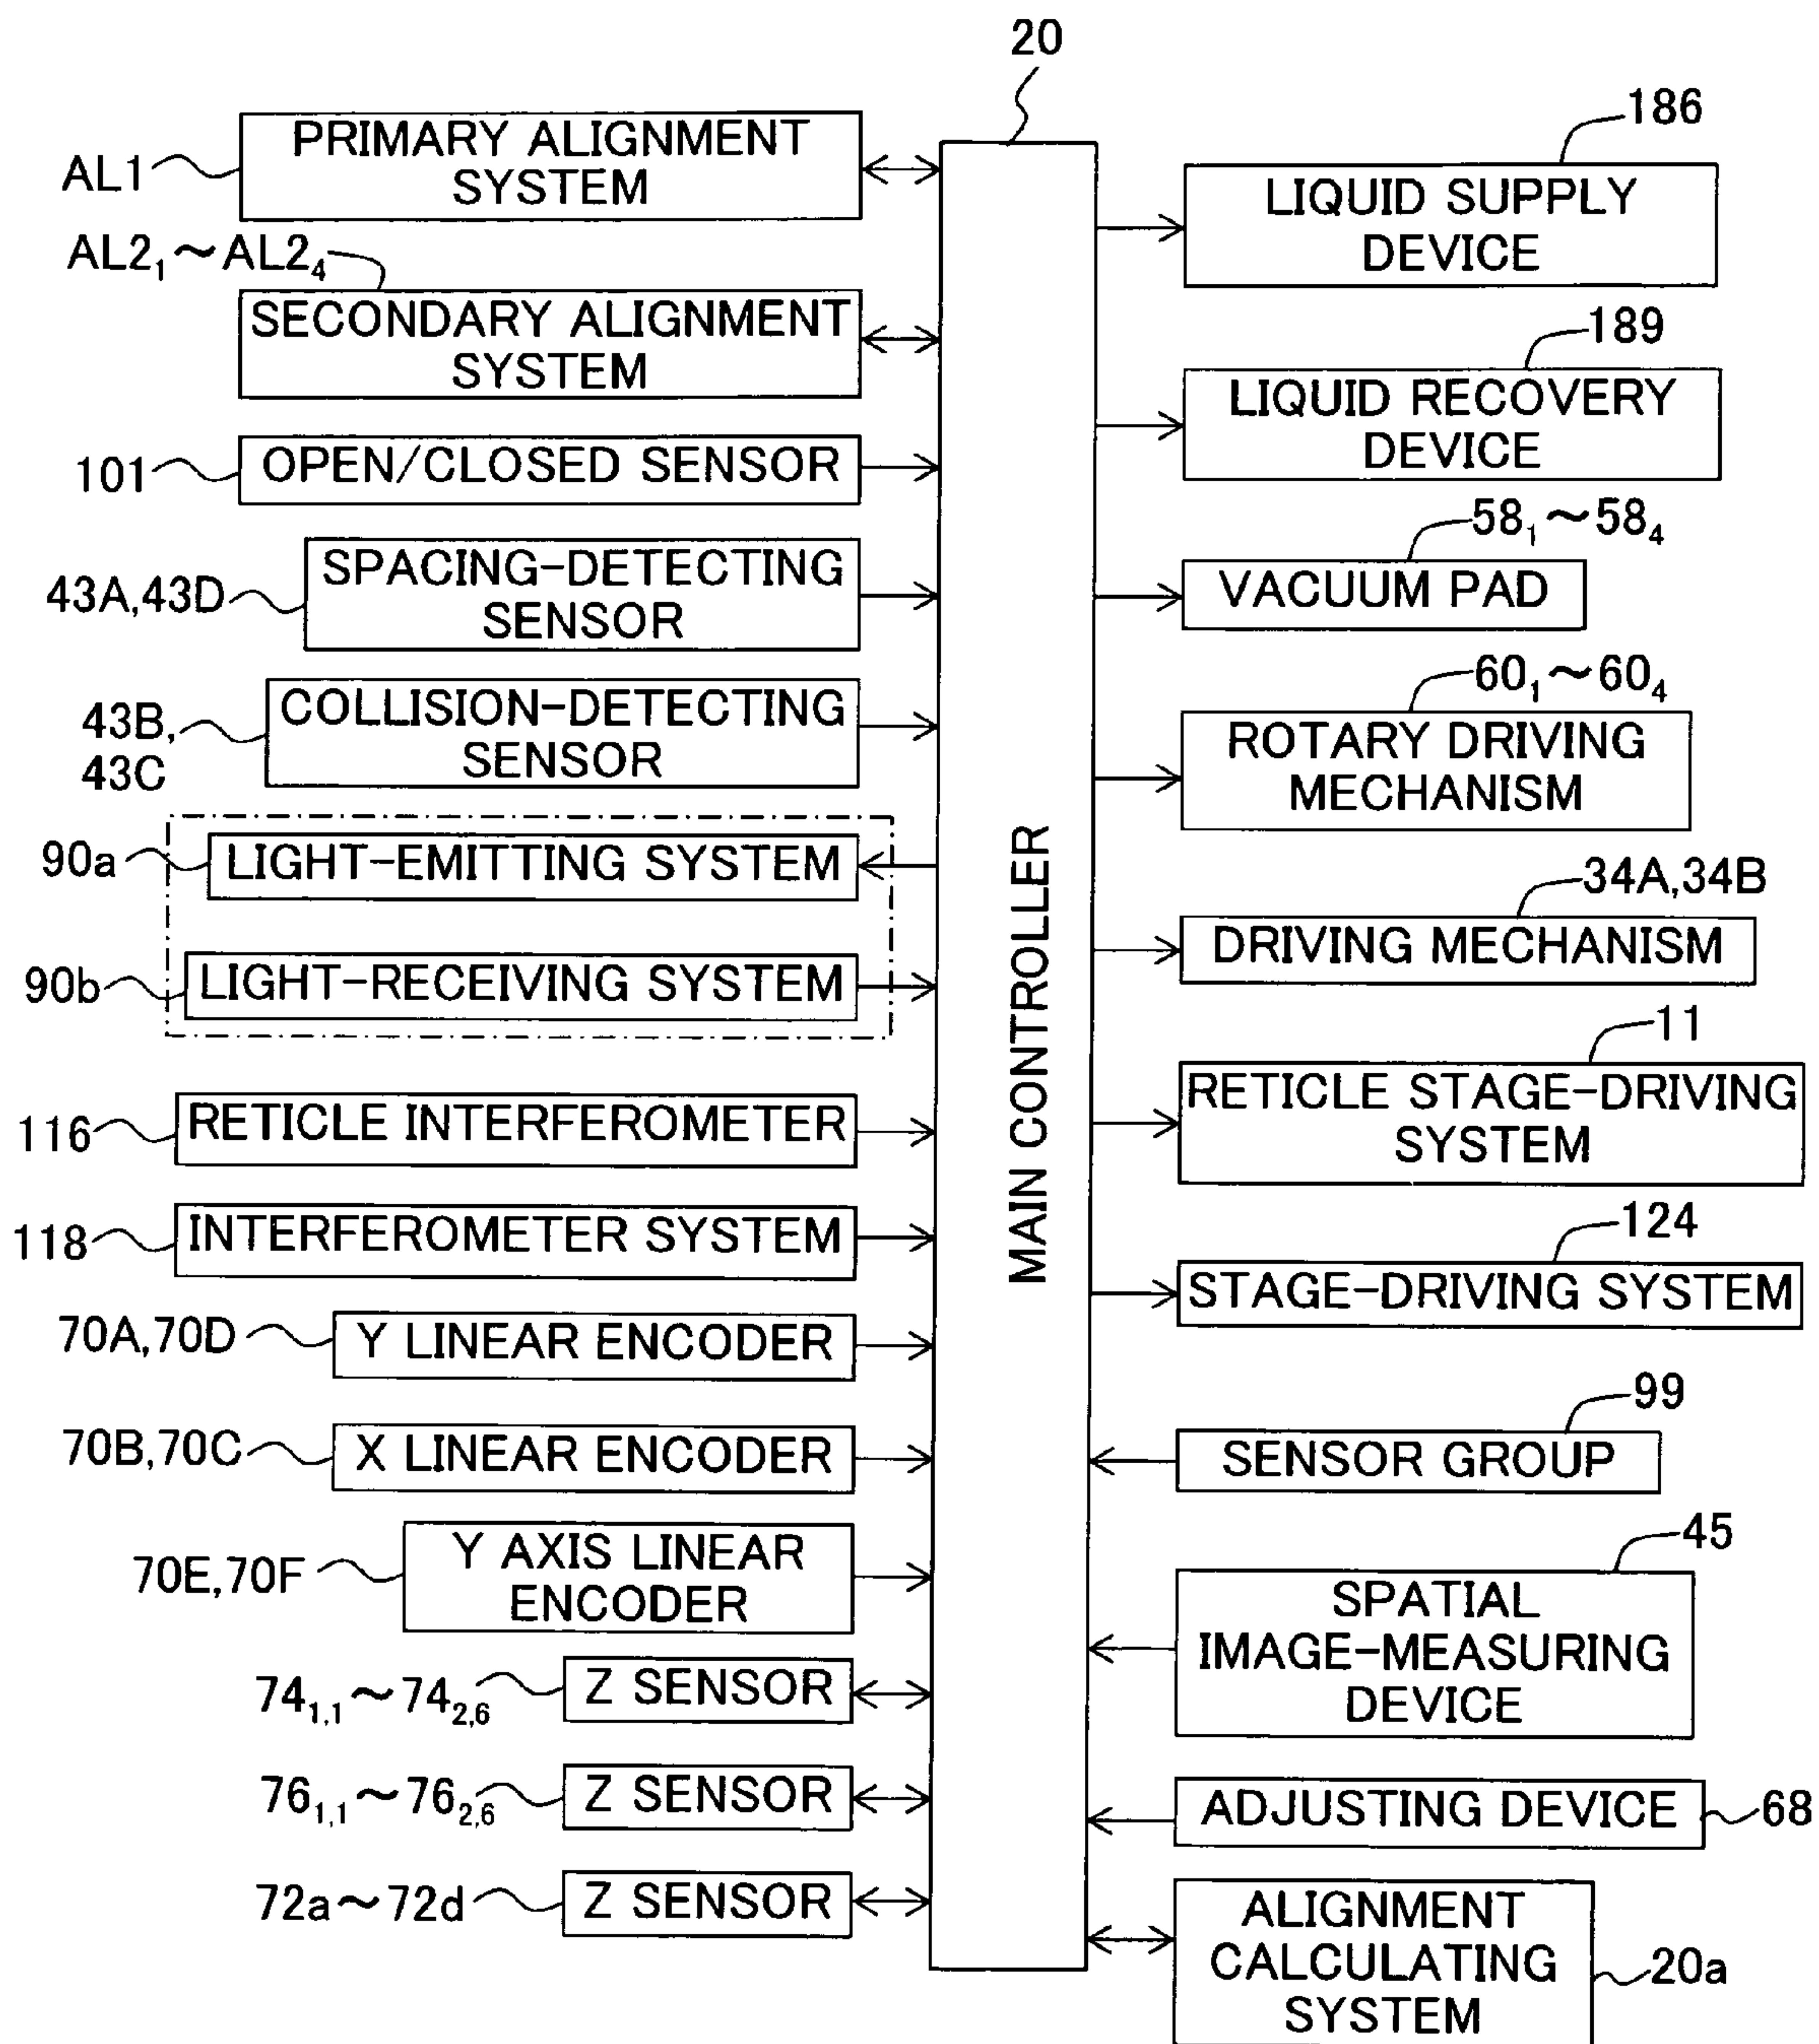 20
AL1
PRIMARY ALIGNMENT
SYSTEM
AL2₁～AL2₄
SECONDARY ALIGNMENT
SYSTEM
101
OPEN/CLOSED SENSOR
43A,43D
SPACING-DETECTING
SENSOR
43B,
43C
COLLISION-DETECTING
SENSOR
90a
LIGHT-EMITTING SYSTEM
90b
LIGHT-RECEIVING SYSTEM
116
RETICLE INTERFEROMETER
118
INTERFEROMETER SYSTEM
70A,70D
Y LINEAR ENCODER
70B,70C
X LINEAR ENCODER
70E,70F
Y AXIS LINEAR
ENCODER
74₁,₁～74₂,₆
Z SENSOR
76₁,₁～76₂,₆
Z SENSOR
72a～72d
Z SENSOR
MAIN CONTROLLER
186
LIQUID SUPPLY
DEVICE
189
LIQUID RECOVERY
DEVICE
58₁～58₄
VACUUM PAD
60₁～60₄
ROTARY DRIVING
MECHANISM
34A,34B
DRIVING MECHANISM
11
RETICLE STAGE-DRIVING
SYSTEM
124
STAGE-DRIVING SYSTEM
99
SENSOR GROUP
45
SPATIAL
IMAGE-MEASURING
DEVICE
ADJUSTING DEVICE
68
ALIGNMENT
CALCULATING
SYSTEM
20a